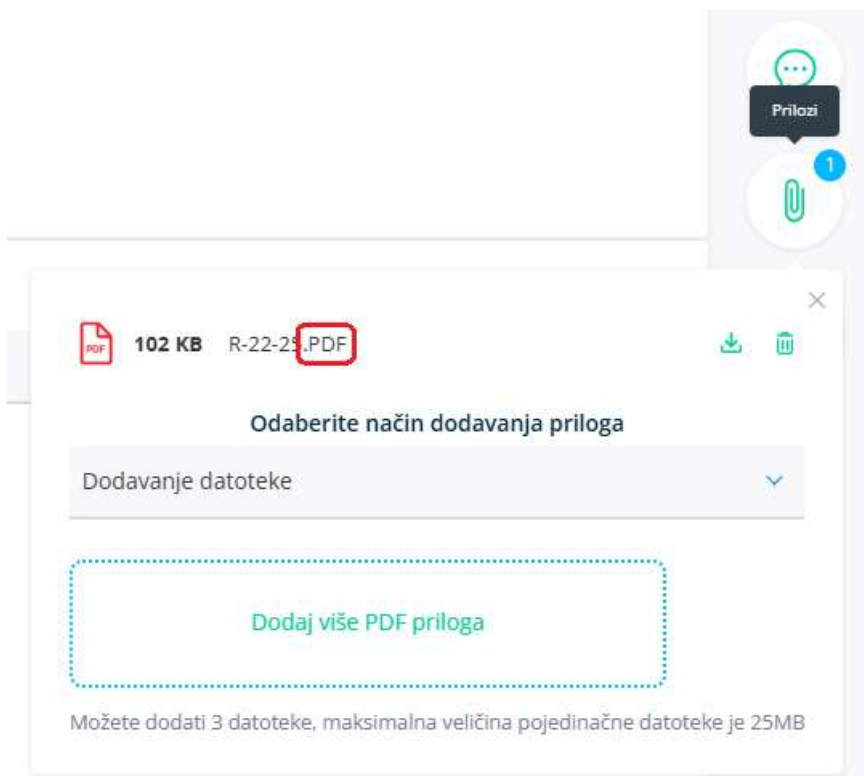 Prilozi
1
PDF 102 KB R-22-25.PDF
Odaberite način dodavanja priloga
Dodavanje datoteke
Dodaj više PDF priloga
Možete dodati 3 datoteke, maksimalna veličina pojedinačne datoteke je 25MB